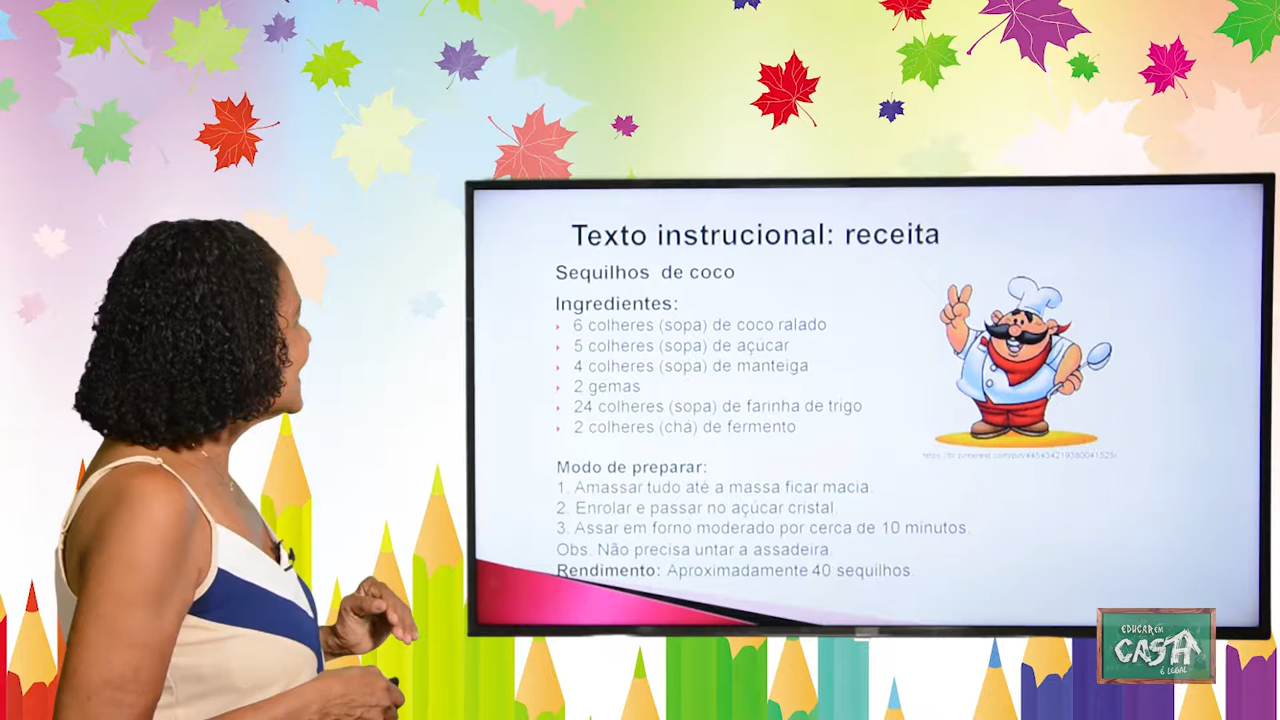 Texto instrucional: receita
Sequilhos de coco
Ingredientes:
6 colheres (sopa) de coco ralado
5 colheres (sopa) de açúcar
4 colheres (sopa) de manteiga
2 gemas
24 colheres (sopa) de farinha de trigo
2 colheres (chá) de fermento
Modo de preparar:
1. Amassar tudo até a massa ficar macia.
2. Enrolar e passar no açúcar cristal.
3. Assar em forno moderado por cerca de 10 minutos.
Obs. Não precisa untar a assadeira.
Rendimento: Aproximadamente 40 sequilhos.
EDUCAR EM
CASA
É LEGAL